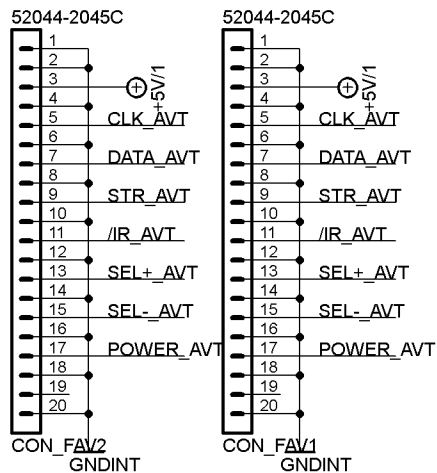 52044-2045C 52044-2045C
1 1
2 2
3 +5V/1 3 +5V/1
4 4
5 CLK_AVT 5 CLK_AVT
6 6
7 DATA_AVT 7 DATA_AVT
8 8
9 STR_AVT 9 STR_AVT
10 10
11 /IR_AVT 11 /IR_AVT
12 12
13 SEL+_AVT 13 SEL+_AVT
14 14
15 SEL-_AVT 15 SEL-_AVT
16 16
17 POWER_AVT 17 POWER_AVT
18 18
19 19
20 20
CON_FAV2 CON_FAV1
GNDINT GNDINT